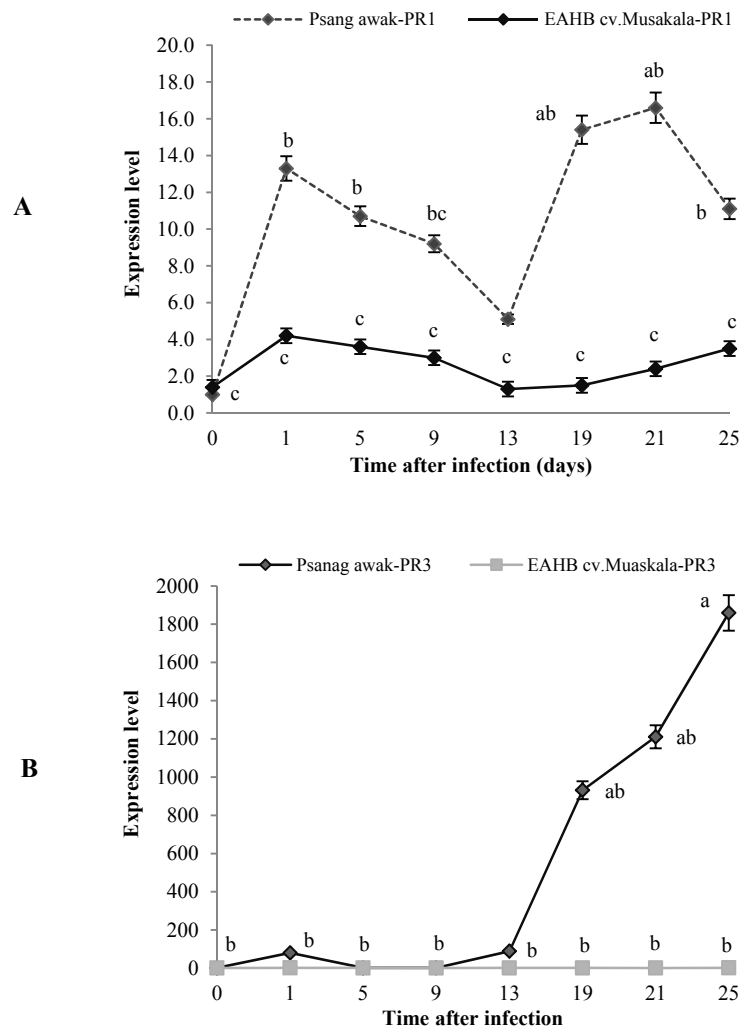 Psang awak-PR1 EAHB cv.Musakala-PR1
A
Expression level
20.0
18.0
16.0
14.0
12.0
10.0
8.0
6.0
4.0
2.0
0.0
b
b
bc
ab
ab
b
c
c
c
c
c
c
c
c
0 1 5 9 13 19 21 25
Time after infection (days)
Psanag awak-PR3 EAHB cv.Muaskala-PR3
B
Expression level
2000
1800
1600
1400
1200
1000
800
600
400
200
0
a
ab
ab
b b b b b b b b
0 1 5 9 13 19 21 25
Time after infection